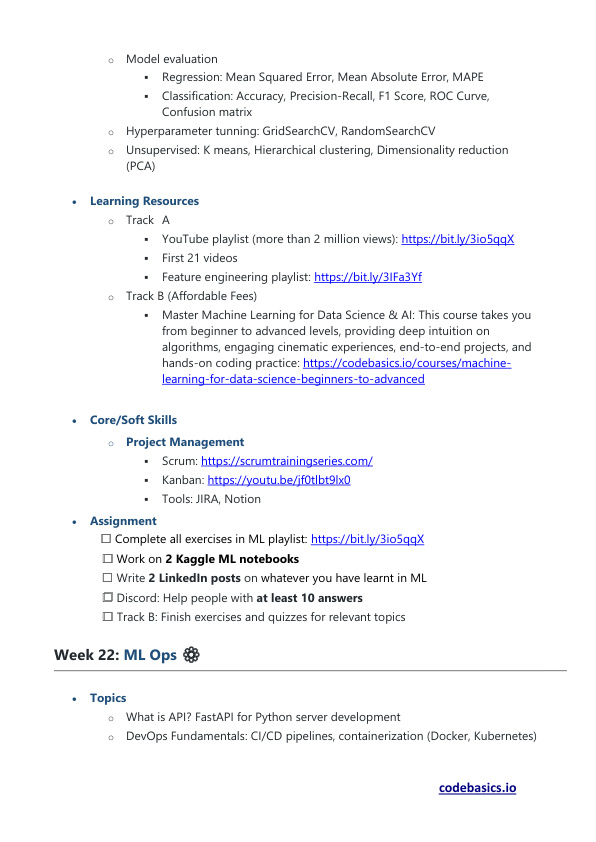 ○ Model evaluation
▪ Regression: Mean Squared Error, Mean Absolute Error, MAPE
▪ Classification: Accuracy, Precision-Recall, F1 Score, ROC Curve,
Confusion matrix
○ Hyperparameter tunning: GridSearchCV, RandomSearchCV
○ Unsupervised: K means, Hierarchical clustering, Dimensionality reduction
(PCA)
• Learning Resources
○ Track A
▪ YouTube playlist (more than 2 million views): https://bit.ly/3io5qqX
▪ First 21 videos
▪ Feature engineering playlist: https://bit.ly/3IFa3Yf
○ Track B (Affordable Fees)
▪ Master Machine Learning for Data Science & AI: This course takes you
from beginner to advanced levels, providing deep intuition on
algorithms, engaging cinematic experiences, end-to-end projects, and
hands-on coding practice: https://codebasics.io/courses/machine-
learning-for-data-science-beginners-to-advanced
• Core/Soft Skills
○ Project Management
▪ Scrum: https://scrumtrainingseries.com/
▪ Kanban: https://youtu.be/jf0tlbt9lx0
▪ Tools: JIRA, Notion
• Assignment
☐ Complete all exercises in ML playlist: https://bit.ly/3io5qqX
☐ Work on 2 Kaggle ML notebooks
☐ Write 2 LinkedIn posts on whatever you have learnt in ML
☐ Discord: Help people with at least 10 answers
☐ Track B: Finish exercises and quizzes for relevant topics
Week 22: ML Ops
• Topics
○ What is API? FastAPI for Python server development
○ DevOps Fundamentals: CI/CD pipelines, containerization (Docker, Kubernetes)
codebasics.io